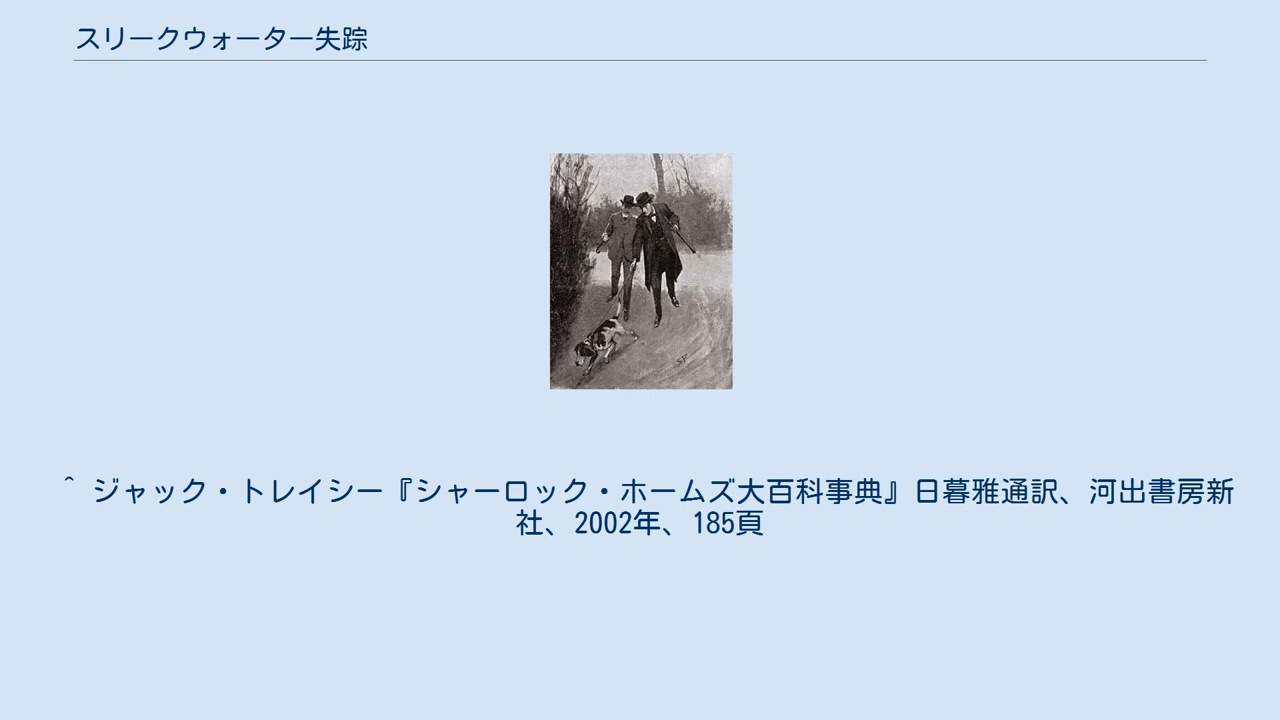 スリークウォーター失踪
^ ジャック・トレイシー『シャーロック・ホームズ大百科事典』日暮雅通訳、河出書房新
社、2002年、185頁
SP